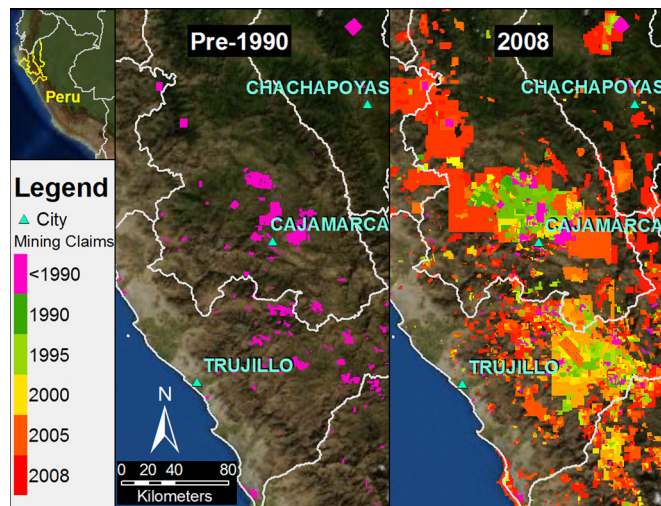 Peru
Legend
City
Mining Claims
<1990
1990
1995
2000
2005
2008
Pre-1990
CHACHAPOYAS
CAJAMARCA
TRUJILLO
N
0 20 40 80
Kilometers
2008
CHACHAPOYAS
CAJAMARCA
TRUJILLO